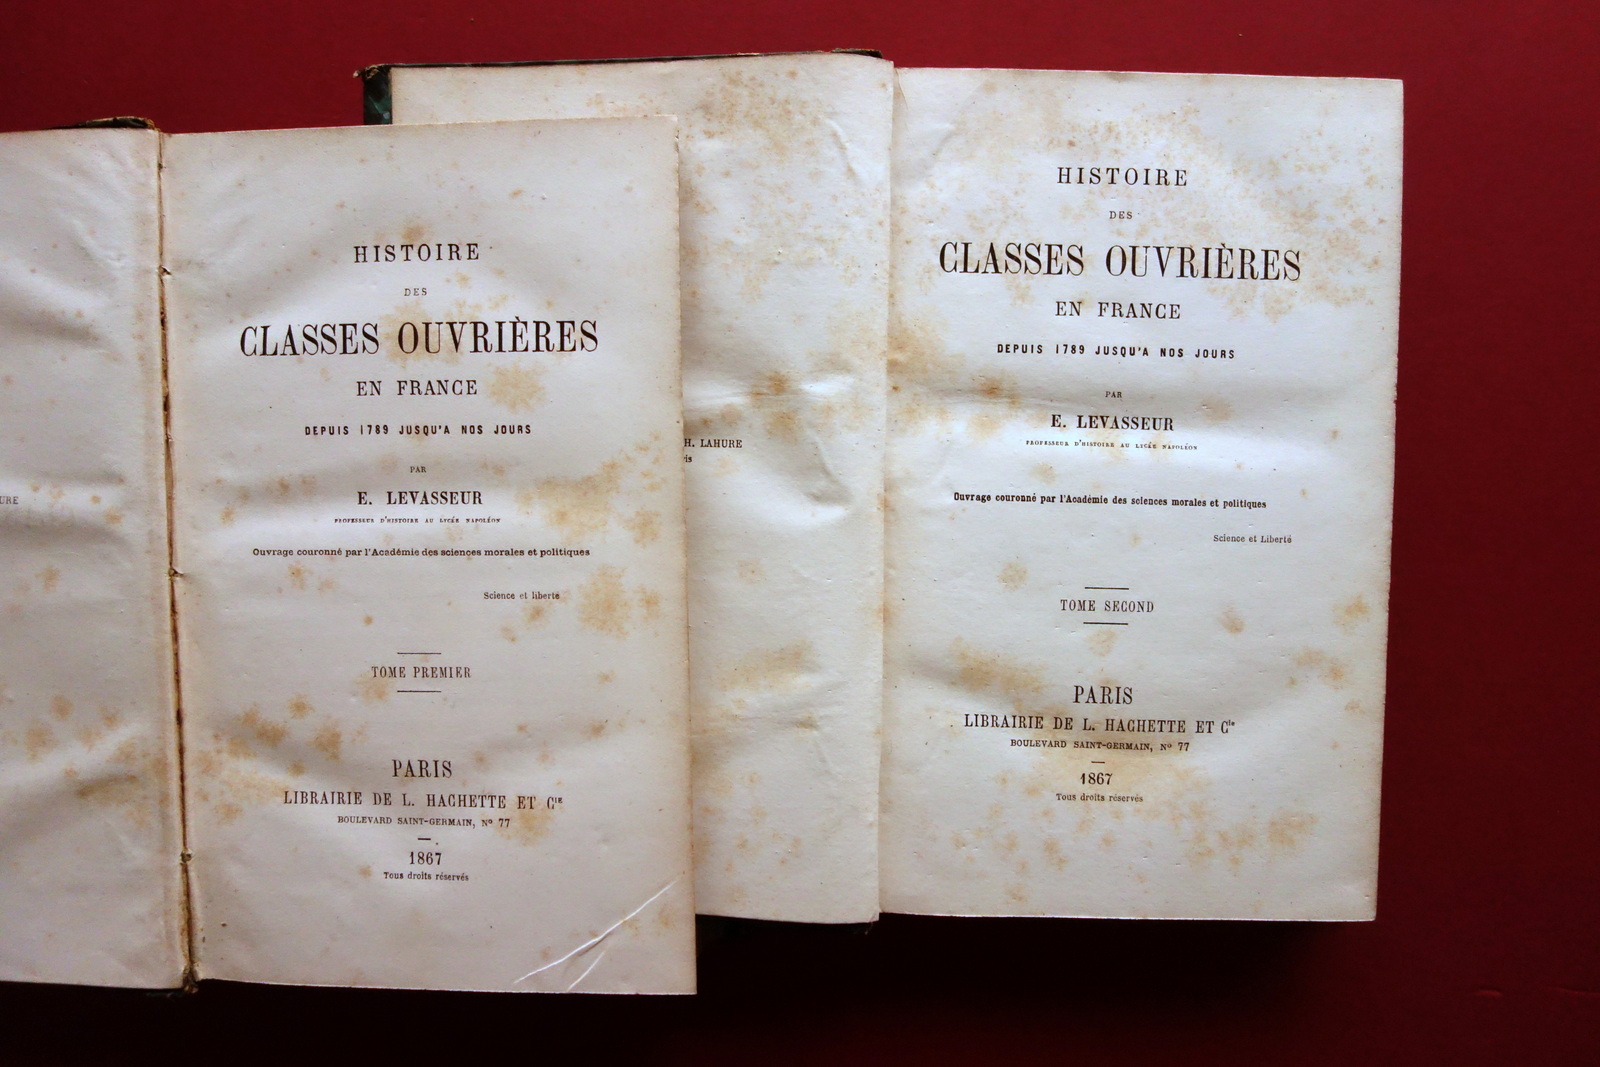 HISTOIRE
DES
CLASSES OUVRIÈRES
EN FRANCE
DEPUIS 1789 JUSQU'A NOS JOURS
PAR
E. LEVASSEUR
PROFESSEUR D'HISTOIRE AU LYCÉE NAPOLÉON
Ouvrage couronné par l'Académie des sciences morales et politiques
Science et liberté
TOME PREMIER
PARIS
LIBRAIRIE DE L. HACHETTE ET Cie
BOULEVARD SAINT-GERMAIN, No 77
1867
Tous droits réservés
H. LAHURE
HISTOIRE
DES
CLASSES OUVRIÈRES
EN FRANCE
DEPUIS 1789 JUSQU'A NOS JOURS
PAR
E. LEVASSEUR
PROFESSEUR D'HISTOIRE AU LYCÉE NAPOLÉON
Ouvrage couronné par l'Académie des sciences morales et politiques
Science et Liberté
TOME SECOND
PARIS
LIBRAIRIE DE L. HACHETTE ET Cie
BOULEVARD SAINT-GERMAIN, No 77
1867
Tous droits réservés